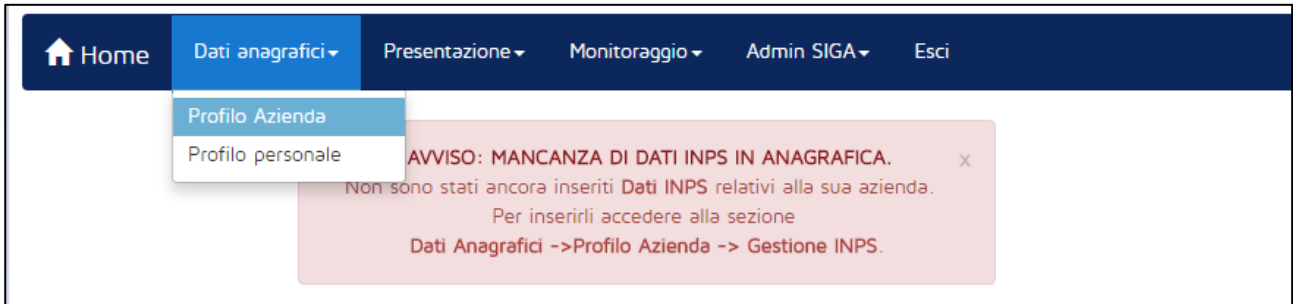 Home Dati anagrafici Presentazione Monitoraggio Admin SIGA Esci
Profilo Azienda
Profilo personale
AVVISO: MANCANZA DI DATI INPS IN ANAGRAFICA. x
Non sono stati ancora inseriti Dati INPS relativi alla sua azienda.
Per inserirli accedere alla sezione
Dati Anagrafici ->Profilo Azienda -> Gestione INPS.